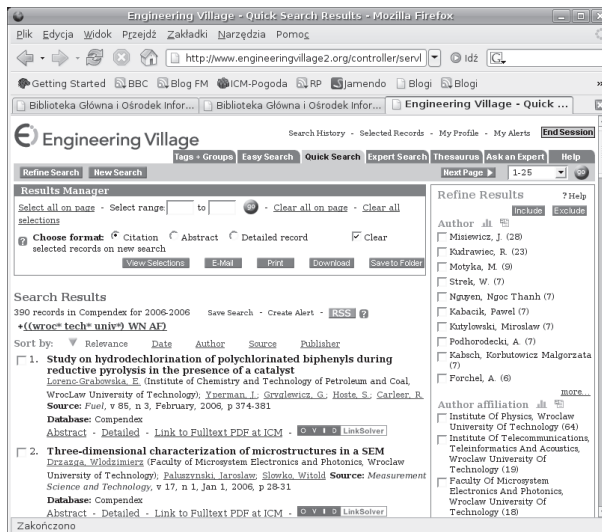 Engineering Village - Quick Search Results - Mozilla Firefox
Plik Edycja Widok Przejdź Zakładki Narzędzia Pomoc
http://www.engineeringvillage2.org/controller/servl Idź
Getting Started BBC Blog FM ICM-Pogoda RP Jamendo Blogi Blogi »
Biblioteka Główna i Ośrodek Infor... Biblioteka Główna i Ośrodek Infor... Engineering Village - Quick ...
Engineering Village
Search History - Selected Records - My Profile - My Alerts End Session
Tags + Groups Easy Search Quick Search Expert Search Thesaurus Ask an Expert Help
Refine Search New Search Next Page 1-25 go
Results Manager
Select all on page - Select range: to go - Clear all on page - Clear all
selections
Choose format: Citation Abstract Detailed record Clear
selected records on new search
View Selections E-Mail Print Download Save to Folder
Search Results
390 records in Compendex for 2006-2006 Save Search - Create Alert - RSS
+((wroc* tech* univ*) WN AF)
Sort by: Relevance Date Author Source Publisher
1. Study on hydrodechlorination of polychlorinated biphenyls during
reductive pyrolysis in the presence of a catalyst
Lorenc-Grabowska, E. (Institute of Chemistry and Technology of Petroleum and Coal,
WrocLaw University of Technology); Yperman, J.; Gryglewicz, G.; Hoste, S.; Carleer, R.
Source: Fuel, v 85, n 3, February, 2006, p 374-381
Database: Compendex
Abstract - Detailed - Link to Fulltext PDF at ICM - OVID LinkSolver
2. Three-dimensional characterization of microstructures in a SEM
Drzazga, Wlodzimierz (Faculty of Microsystem Electronics and Photonics, Wroclaw
University of Technology); Paluszynski, Jaroslaw; Slowko, Witold Source: Measurement
Science and Technology, v 17, n 1, Jan 1, 2006, p 28-31
Database: Compendex
Abstract - Detailed - Link to Fulltext PDF at ICM - OVID LinkSolver
Refine Results ? Help
Include Exclude
Author
Misiewicz, J. (28)
Kudrawiec, R. (23)
Motyka, M. (9)
Strek, W. (7)
Nguyen, Ngoc Thanh (7)
Kabacik, Pawel (7)
Kutylowski, Miroslaw (7)
Podhorodecki, A. (7)
Kabsch, Korbutowicz Malgorzata
(7)
Forchel, A. (6)
more...
Author affiliation
Institute Of Physics, Wroclaw
University Of Technology (64)
Institute Of Telecommunications,
Teleinformatics And Acoustics,
Wroclaw University Of
Technology (19)
Faculty Of Microsystem
Electronics And Photonics,
Wroclaw University Of
Technology (18)
Zakończono